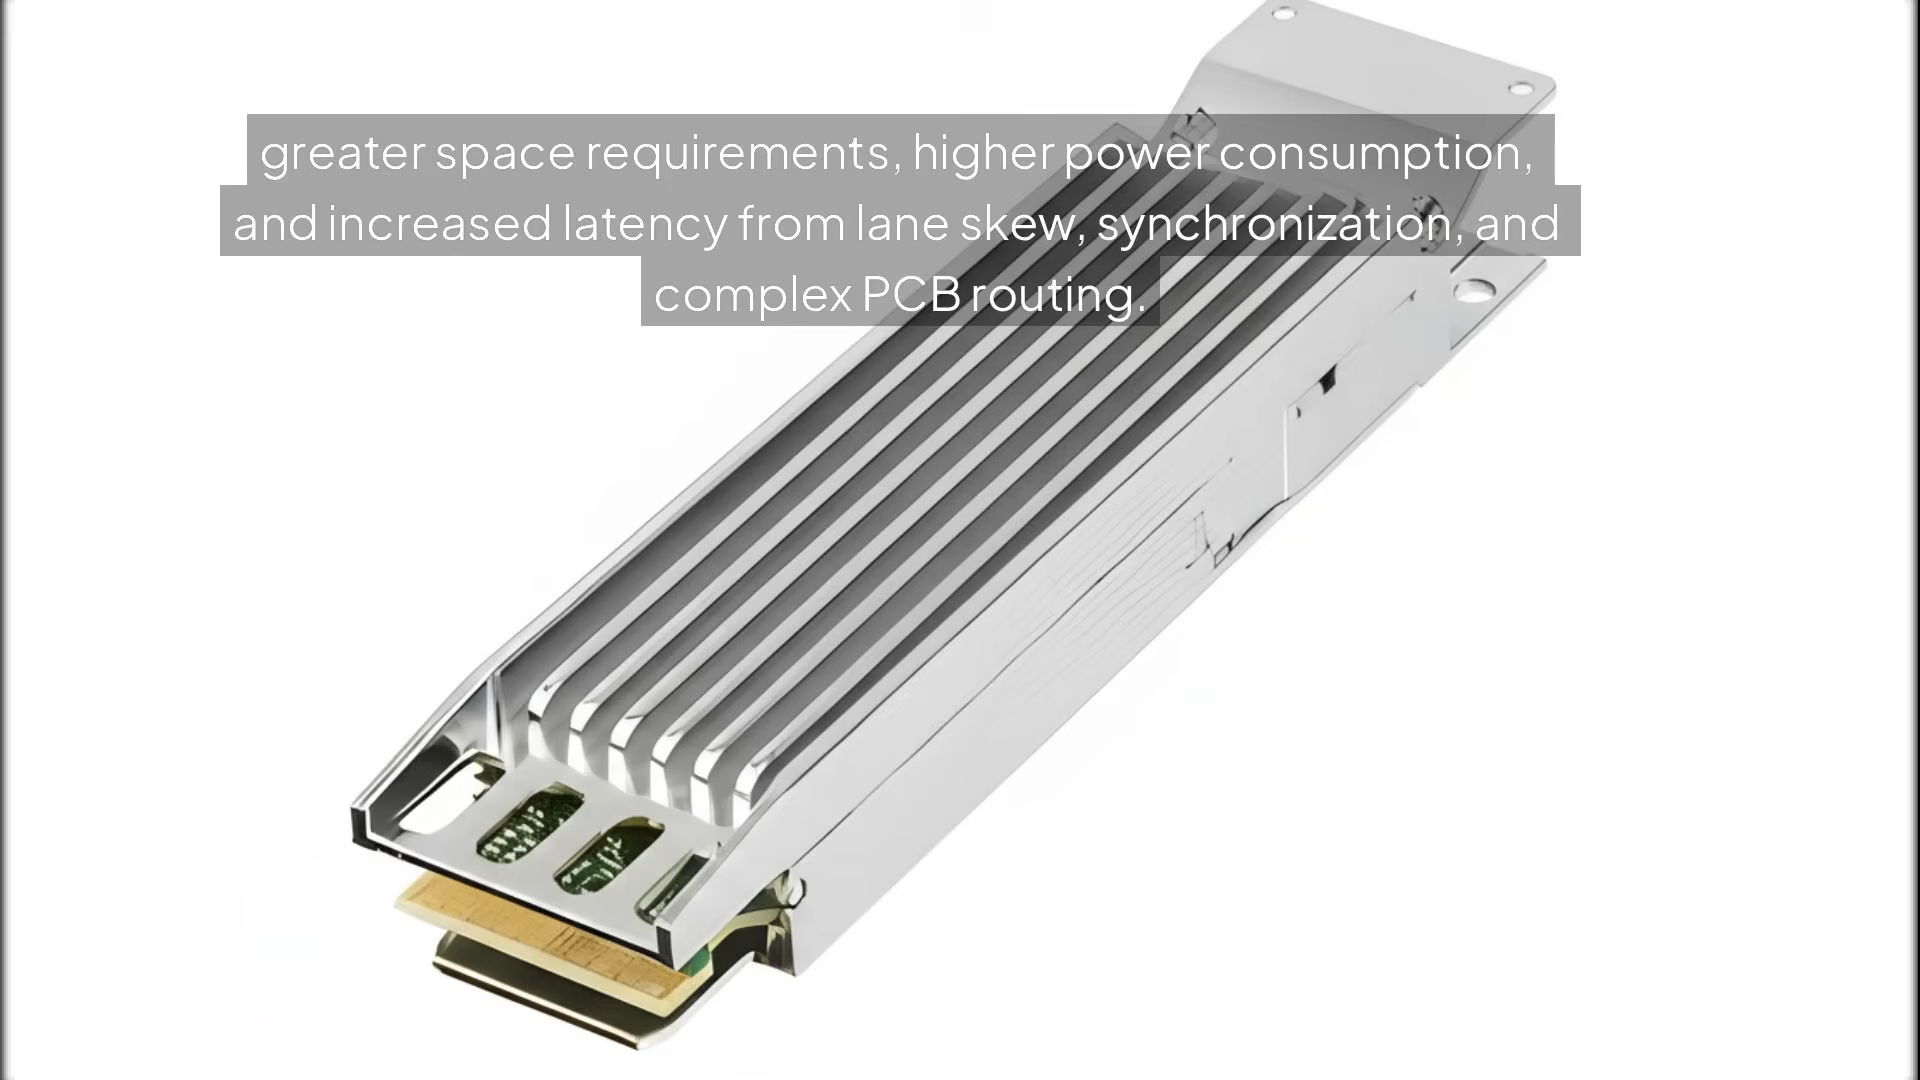 greater space requirements, higher power consumption,
and increased latency from lane skew, synchronization, and
complex PCB routing.